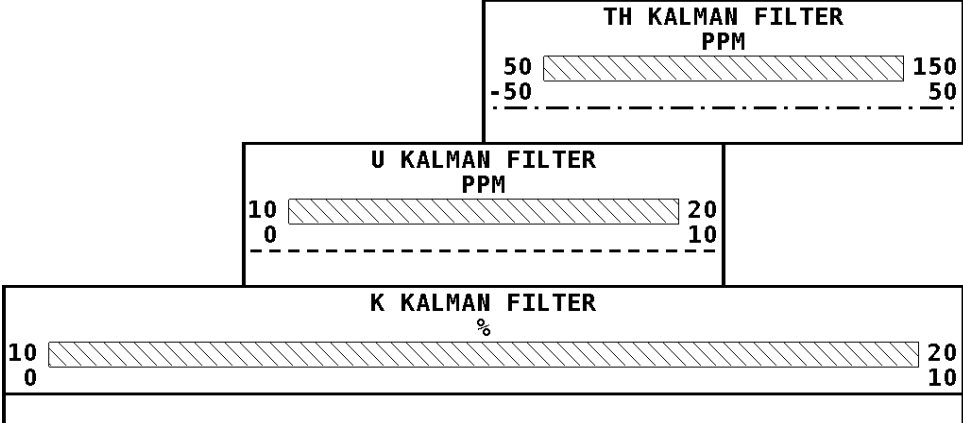 TH KALMAN FILTER
PPM
50 150
-50 50
U KALMAN FILTER
PPM
10 20
0 10
K KALMAN FILTER
%
10 20
0 10